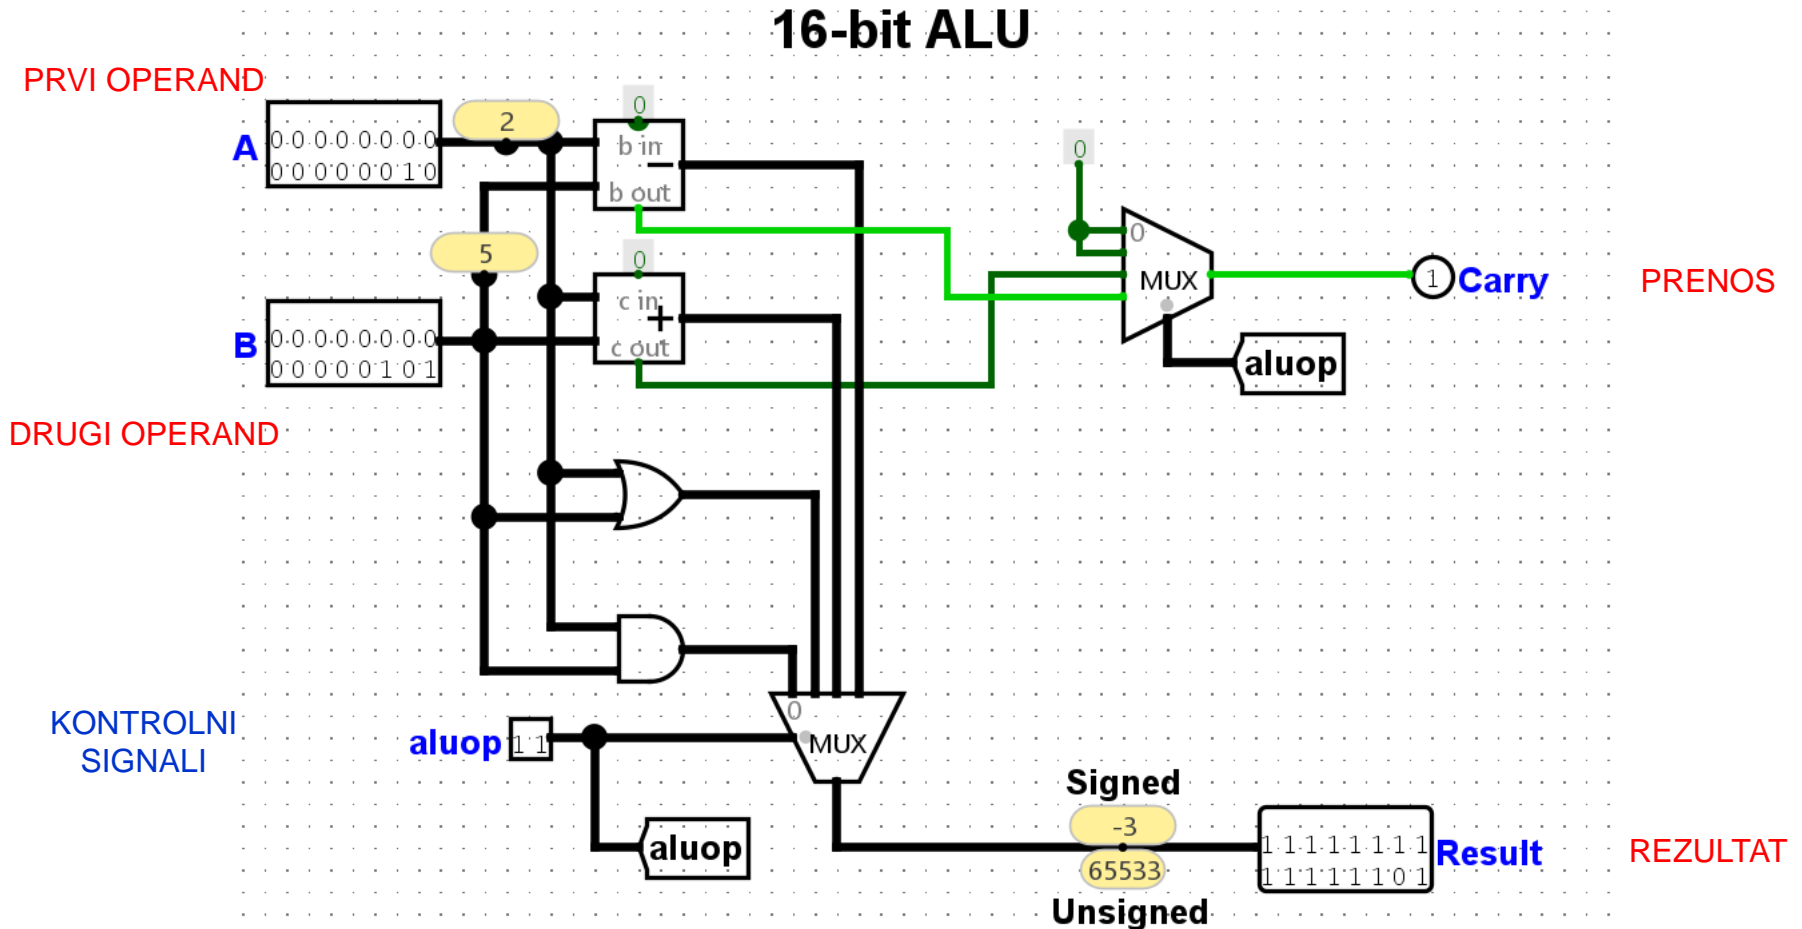 16-bit ALU
PRVI OPERAND
A
0 0 0 0 0 0 0 0
0 0 0 0 0 0 1 0
2
0
b in
−
b out
5
0
c in
+
c out
B
0 0 0 0 0 0 0 0
0 0 0 0 0 1 0 1
DRUGI OPERAND
0
0
MUX
1
Carry
PRENOS
aluop
KONTROLNI
SIGNALI
aluop
1 1
0
MUX
aluop
Signed
-3
65533
Unsigned
1 1 1 1 1 1 1 1
1 1 1 1 1 1 0 1
Result
REZULTAT